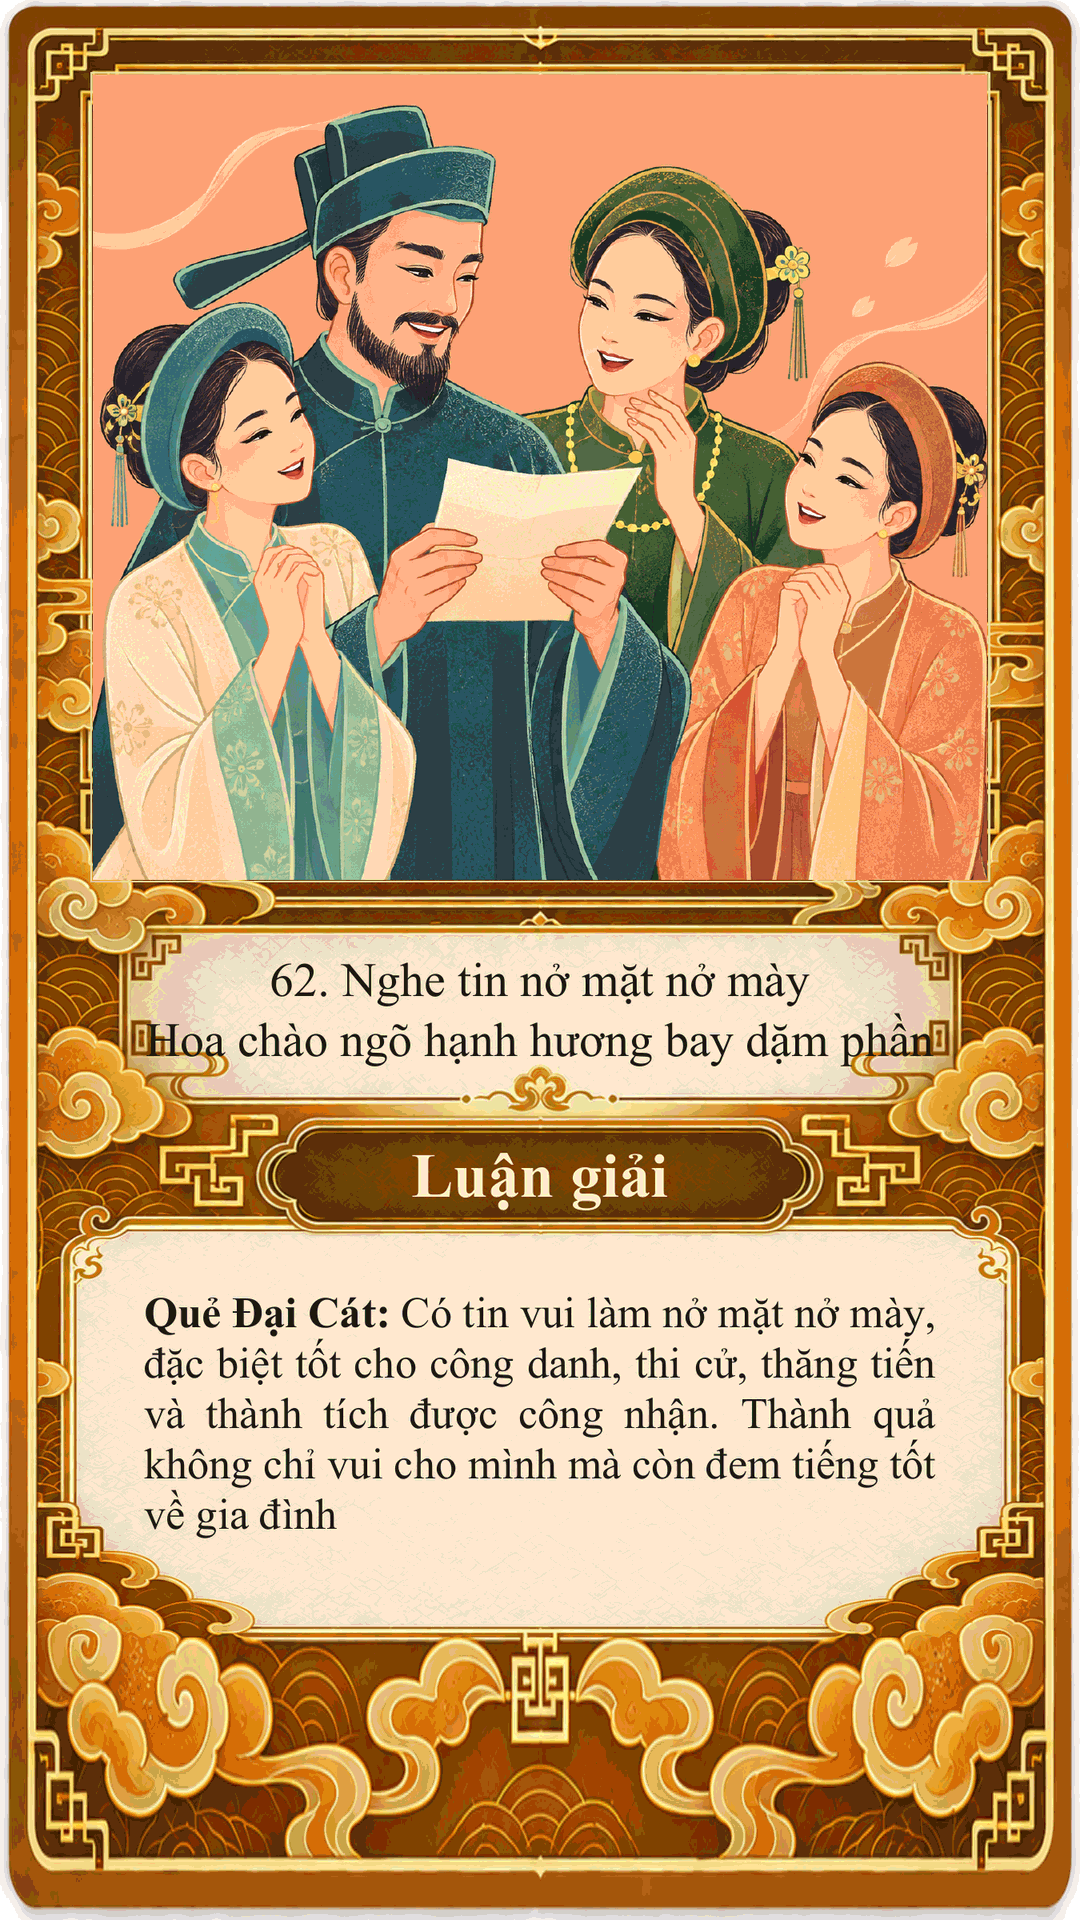 62. Nghe tin nở mặt nở mày
Hoa chào ngõ hạnh hương bay dặm phần
Luận giải
Quẻ Đại Cát: Có tin vui làm nở mặt nở mày,
đặc biệt tốt cho công danh, thi cử, thăng tiến
và thành tích được công nhận. Thành quả
không chỉ vui cho mình mà còn đem tiếng tốt
về gia đình